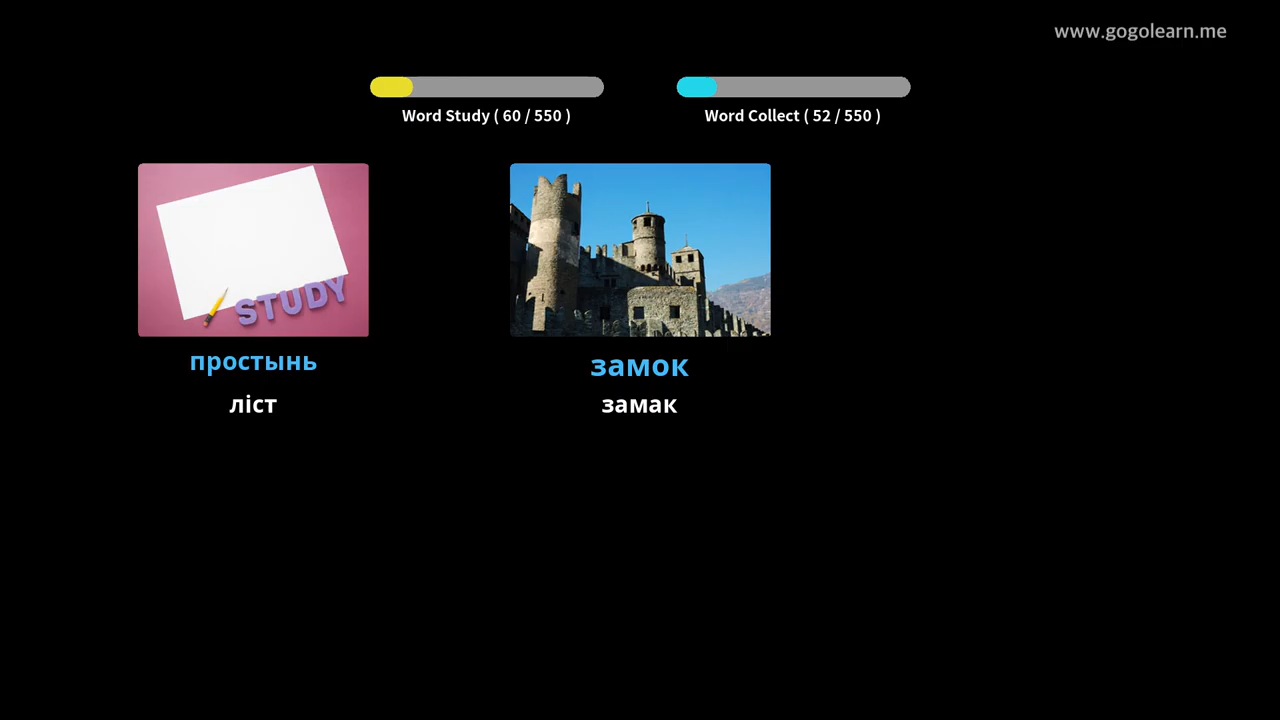 www.gogolearn.me
Word Study ( 60 / 550 )
Word Collect ( 52 / 550 )
STUDY
простынь
замок
ліст
замак